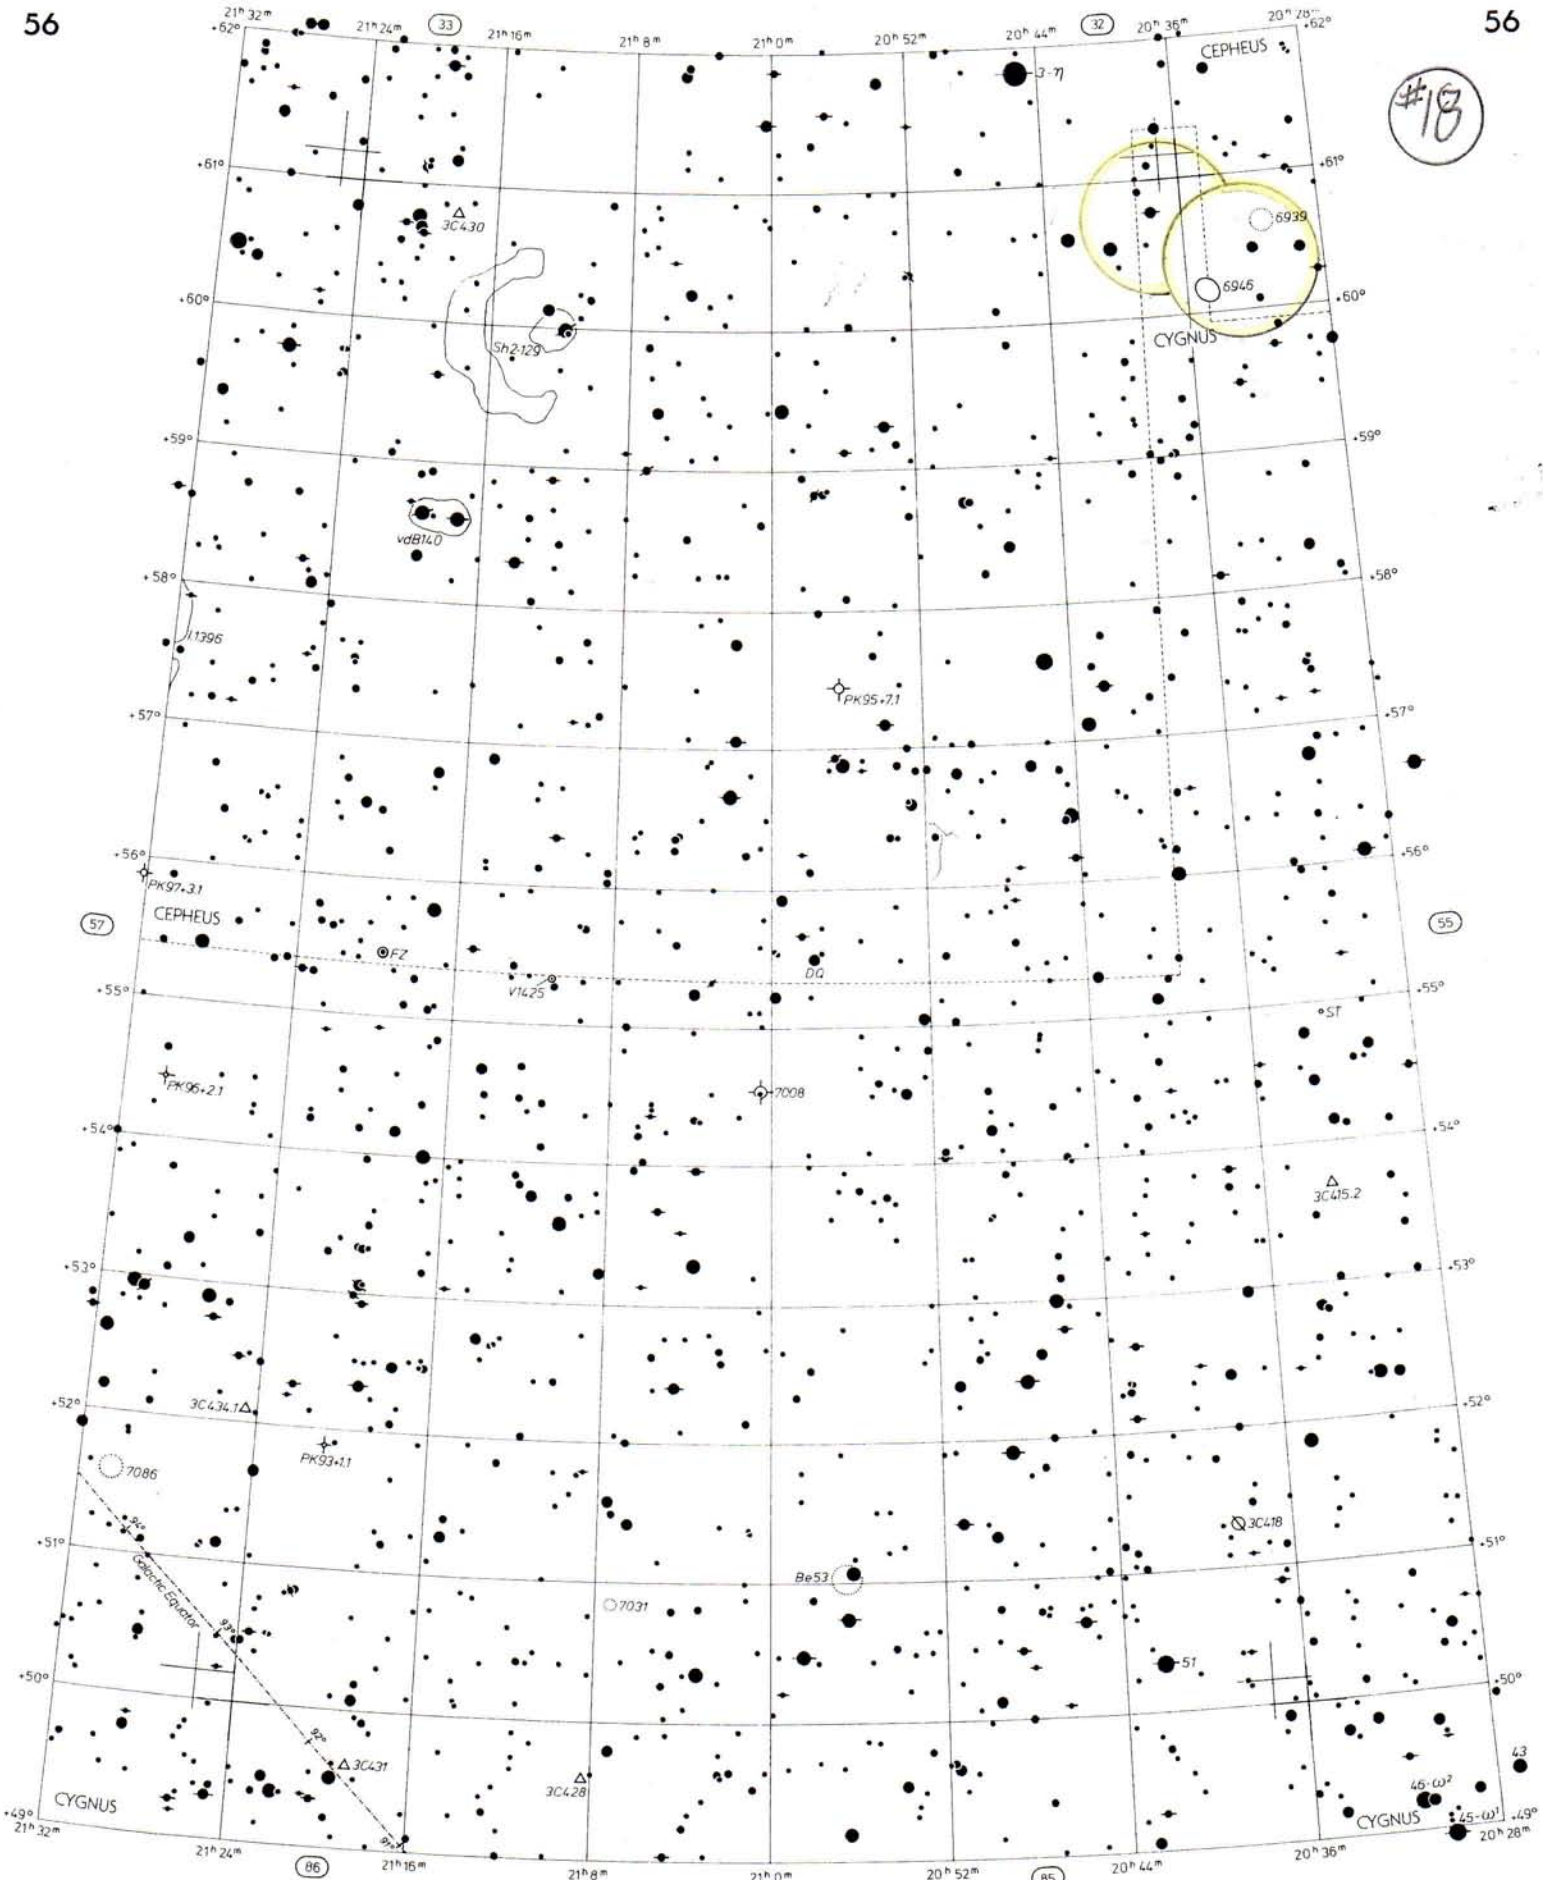 56
56
21h 32m
21h 24m
33
21h 16m
21h 8m
21h 0m
20h 52m
20h 44m
32
20h 36m
20h 28m
+62°
+62°
CEPHEUS
3-η
#18
+61°
+61°
3C430
6939
6946
+60°
+60°
Sh2-129
CYGNUS
+59°
+59°
vdB140
+58°
+58°
I.1396
PK95+7.1
+57°
+57°
+56°
+56°
PK97+3.1
CEPHEUS
57
55
FZ
V1425
DQ
+55°
+55°
ST
PK96+2.1
7008
+54°
+54°
3C415.2
+53°
+53°
3C434.1
+52°
+52°
PK93+1.1
7086
94°
3C418
+51°
+51°
Galactic Equator
Be53
7031
93°
51
+50°
+50°
92°
3C431
3C428
43
46-ω²
CYGNUS
CYGNUS
45-ω¹
+49°
+49°
91°
21h 32m
21h 24m
86
21h 16m
21h 8m
21h 0m
20h 52m
85
20h 44m
20h 36m
20h 28m